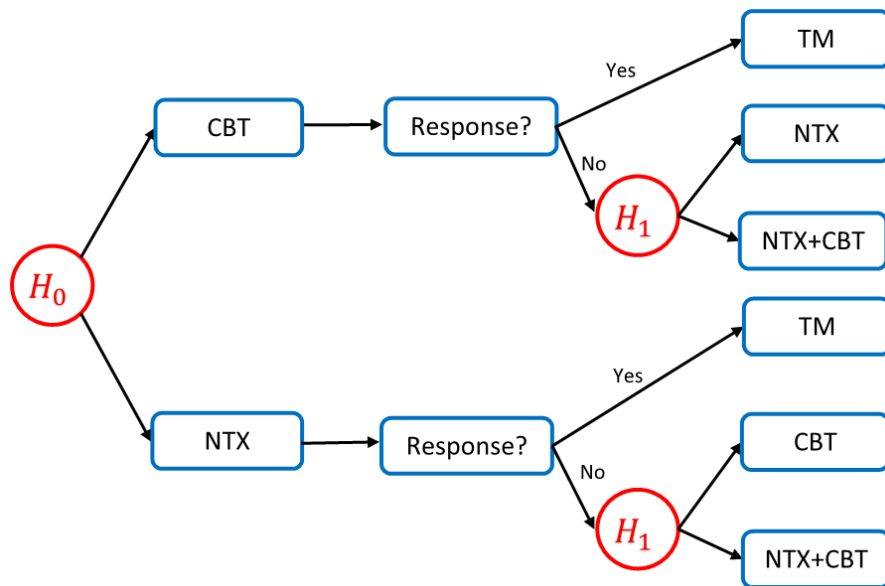 TM
Yes
CBT
Response?
NTX
No
H₁
NTX+CBT
H₀
TM
Yes
NTX
Response?
CBT
No
H₁
NTX+CBT